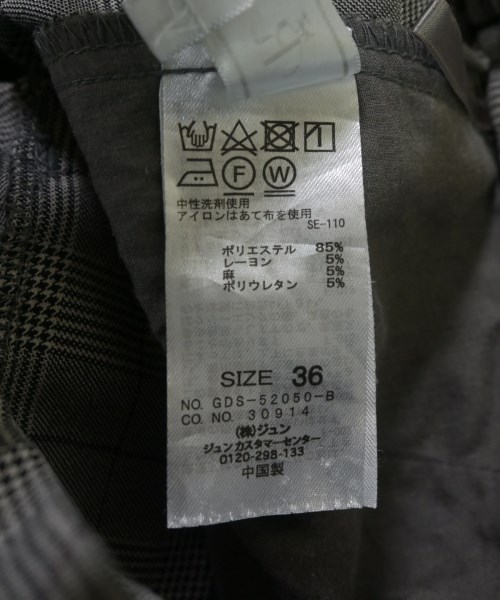 F W
中性洗剤使用
アイロンはあて布を使用
SE-110
ポリエステル 85%
レーヨン 5%
麻 5%
ポリウレタン 5%
SIZE 36
NO. GDS-52050-B
CO. NO. 30914
(株)ジュン
ジュンカスタマーセンター
0120-298-133
中国製